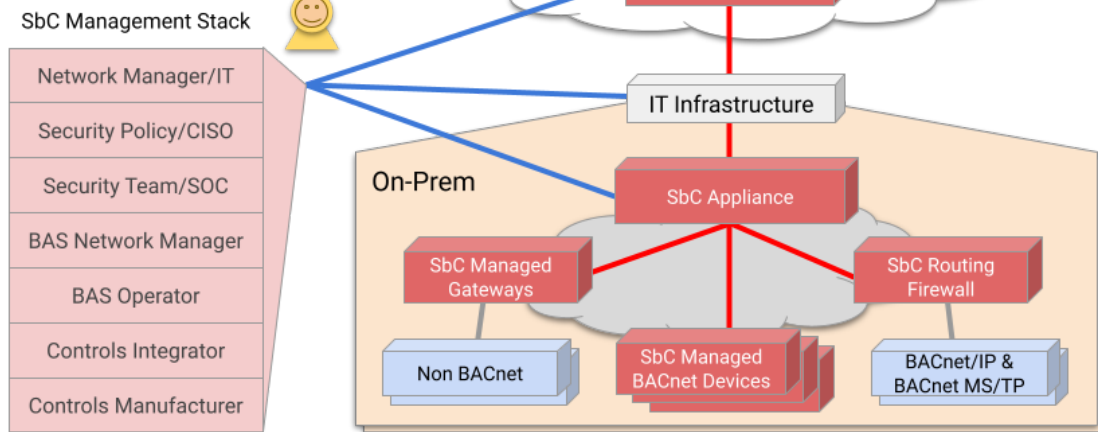 SbC Management Stack
Network Manager/IT
Security Policy/CISO
Security Team/SOC
BAS Network Manager
BAS Operator
Controls Integrator
Controls Manufacturer
IT Infrastructure
On-Prem
SbC Appliance
SbC Managed
Gateways
SbC Routing
Firewall
Non BACnet
SbC Managed
BACnet Devices
BACnet/IP &
BACnet MS/TP